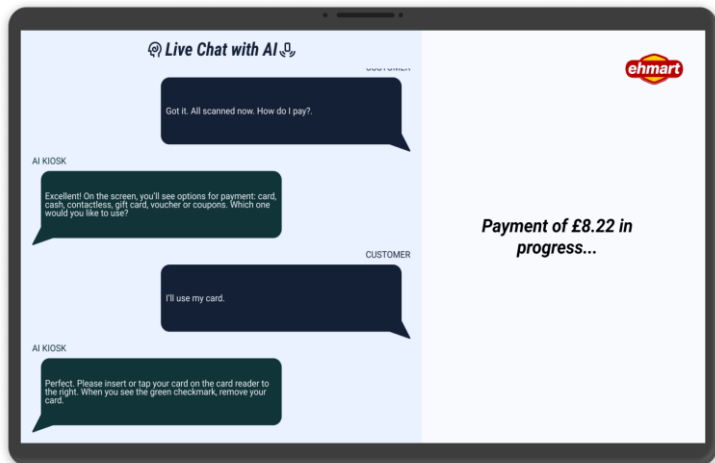 Live Chat with AI
CUSTOMER
Got it. All scanned now. How do I pay?.
AI KIOSK
Excellent! On the screen, you'll see options for payment: card,
cash, contactless, gift card, voucher or coupons. Which one
would you like to use?
CUSTOMER
I'll use my card.
AI KIOSK
Perfect. Please insert or tap your card on the card reader to
the right. When you see the green checkmark, remove your
card.
ehmart
Payment of £8.22 in
progress...